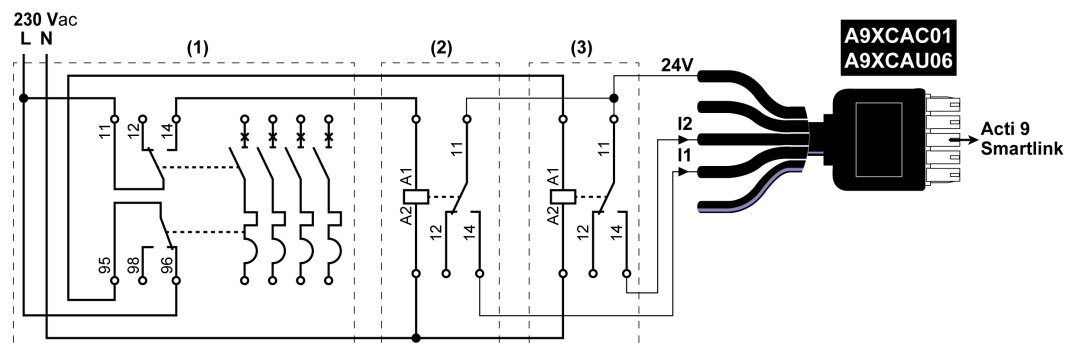 230 Vac
L N
(1)
(2)
(3)
24V
I2
I1
A9XCAC01
A9XCAU06
Acti 9
Smartlink
11
12
14
95
98
96
A1
A2
11
12
14
A1
A2
11
12
14